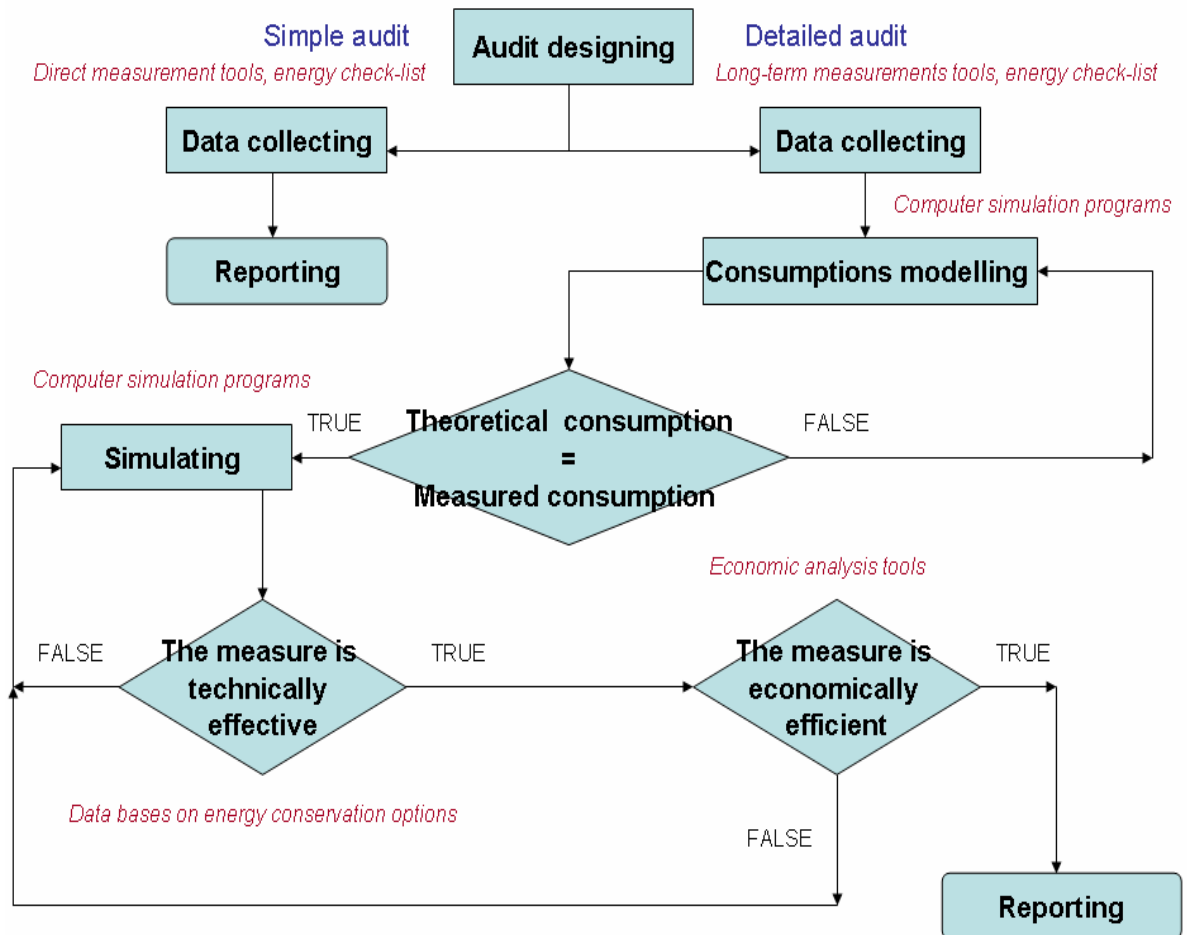 Simple audit
Audit designing
Detailed audit
Direct measurement tools, energy check-list
Long-term measurements tools, energy check-list
Data collecting
Data collecting
Computer simulation programs
Reporting
Consumptions modelling
Computer simulation programs
TRUE
Theoretical consumption
FALSE
=
Measured consumption
Simulating
Economic analysis tools
FALSE
The measure is
technically
effective
TRUE
The measure is
economically
efficient
TRUE
Data bases on energy conservation options
FALSE
Reporting